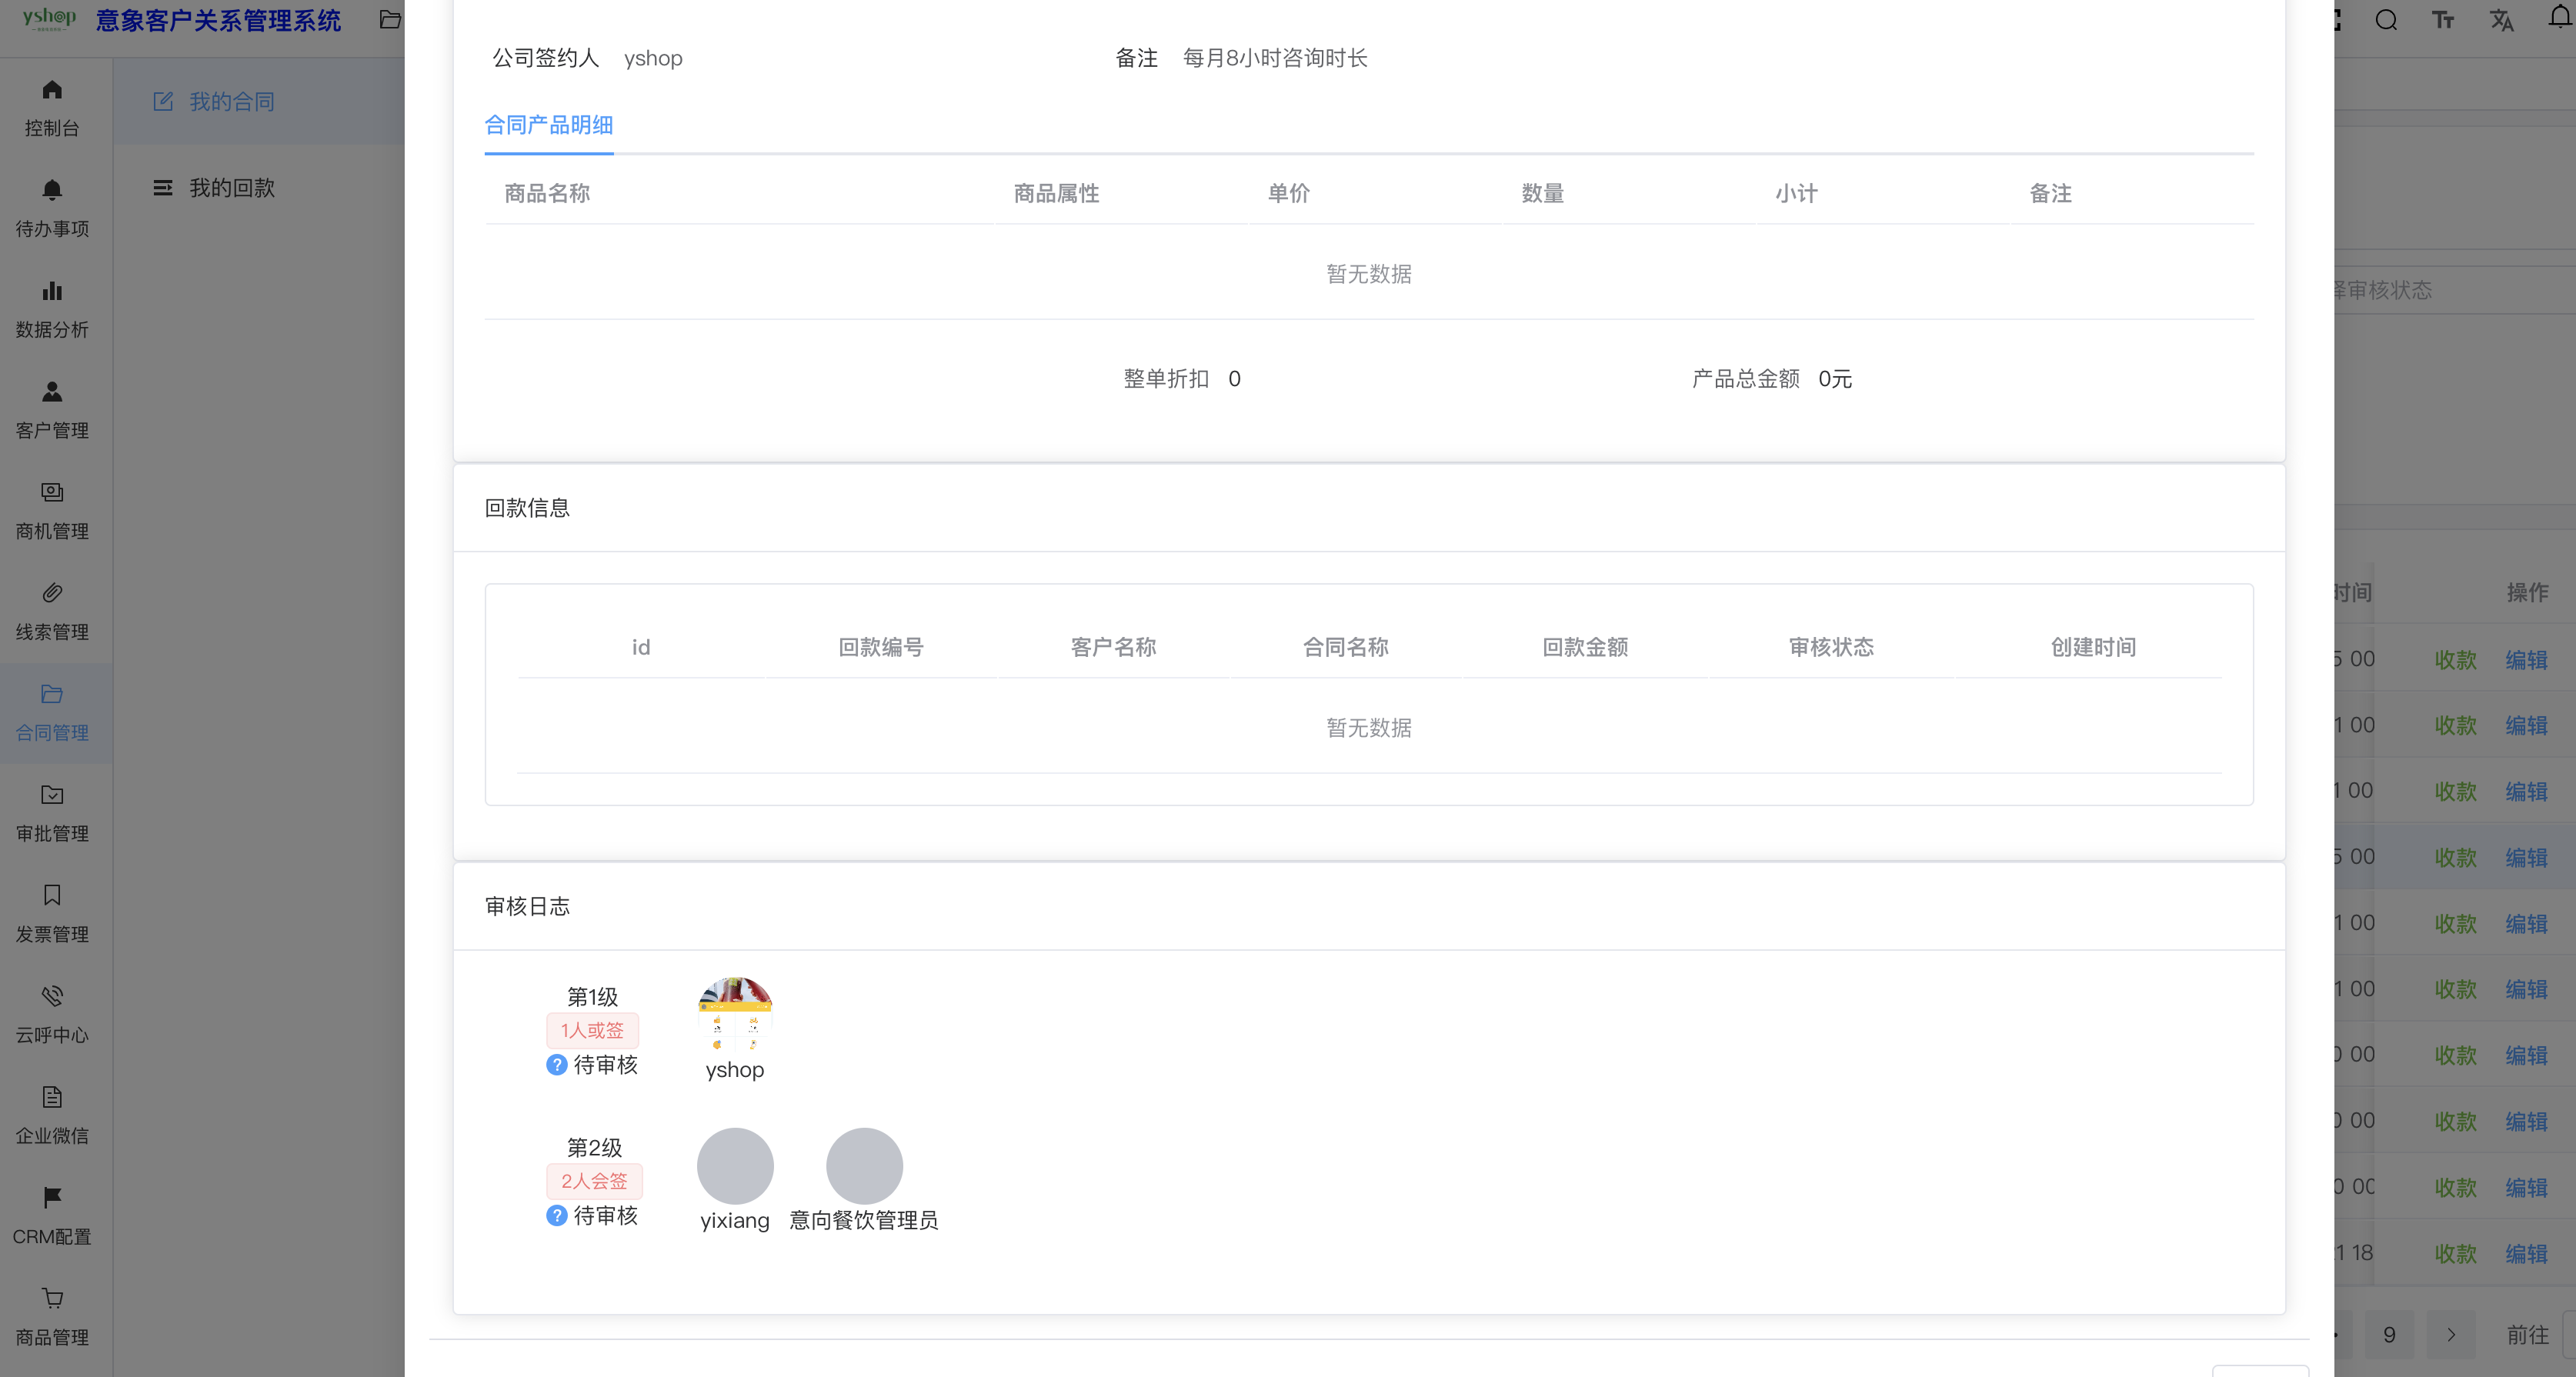 yshop 意象客户关系管理系统
控制台
待办事项
数据分析
客户管理
商机管理
线索管理
合同管理
审批管理
发票管理
云呼中心
企业微信
CRM配置
商品管理
我的合同
我的回款
公司签约人 yshop 备注 每月8小时咨询时长
合同产品明细
商品名称 商品属性 单价 数量 小计 备注
暂无数据
整单折扣 0 产品总金额 0元
回款信息
id 回款编号 客户名称 合同名称 回款金额 审核状态 创建时间
暂无数据
审核日志
第1级
1人或签
待审核
yshop
第2级
2人会签
待审核
yixiang 意向餐饮管理员
审核状态
时间 操作
5 00 收款 编辑
1 00 收款 编辑
1 00 收款 编辑
5 00 收款 编辑
1 00 收款 编辑
1 00 收款 编辑
0 00 收款 编辑
0 00 收款 编辑
0 00 收款 编辑
1 18 收款 编辑
9 前往